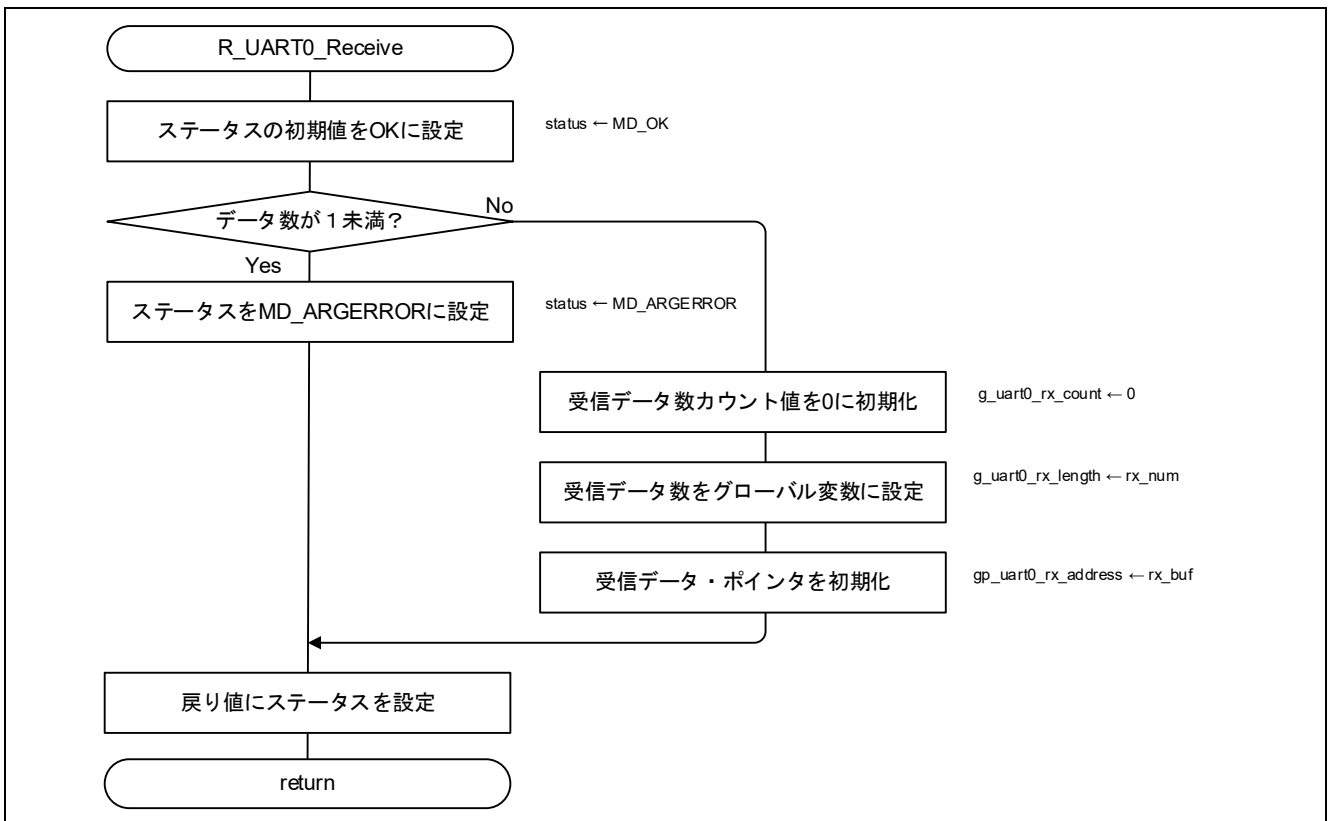 R_UART0_Receive
ステータスの初期値をOKに設定
status ← MD_OK
データ数が１未満？
No
Yes
ステータスをMD_ARGERRORに設定
status ← MD_ARGERROR
受信データ数カウント値を0に初期化
g_uart0_rx_count ← 0
受信データ数をグローバル変数に設定
g_uart0_rx_length ← rx_num
受信データ・ポインタを初期化
gp_uart0_rx_address ← rx_buf
戻り値にステータスを設定
return